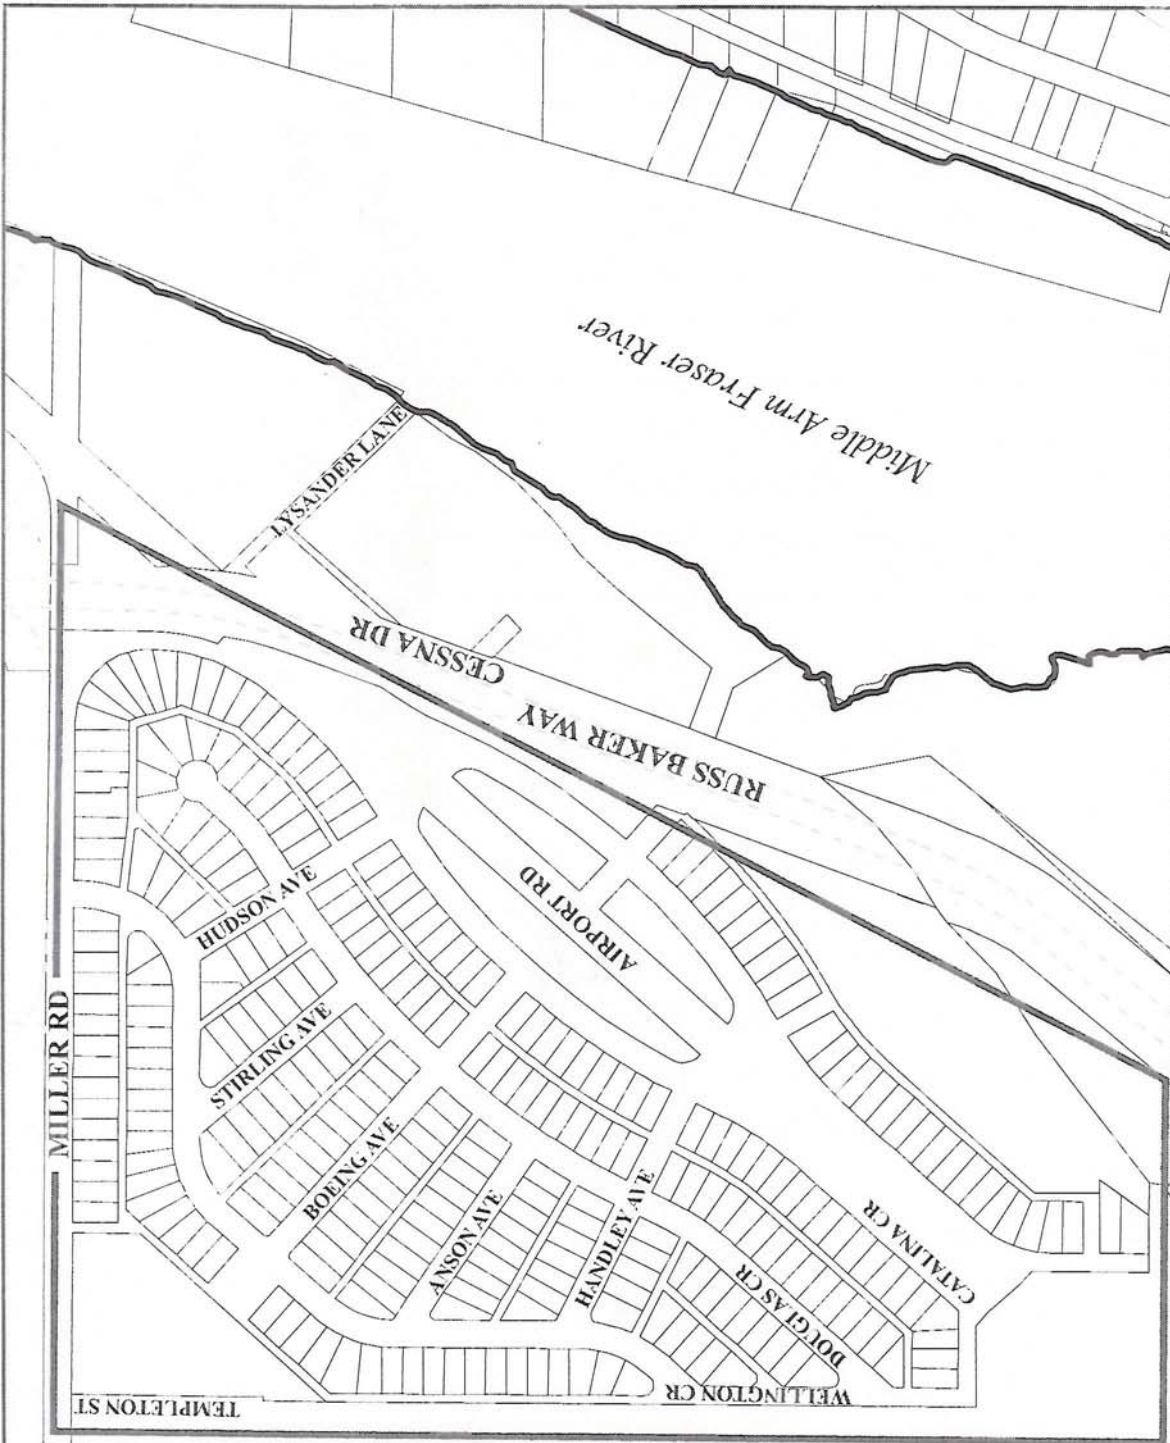 Middle Arm Fraser River
LYSANDER LANE
CESSNA DR
RUSS BAKER WAY
HUDSON AVE
AIRPORT RD
MILLER RD
STIRLING AVE
BOEING AVE
ANSON AVE
HANDLEY AVE
CATALINA CR
DOUGLAS CR
WELLINGTON CR
TEMPLETON ST